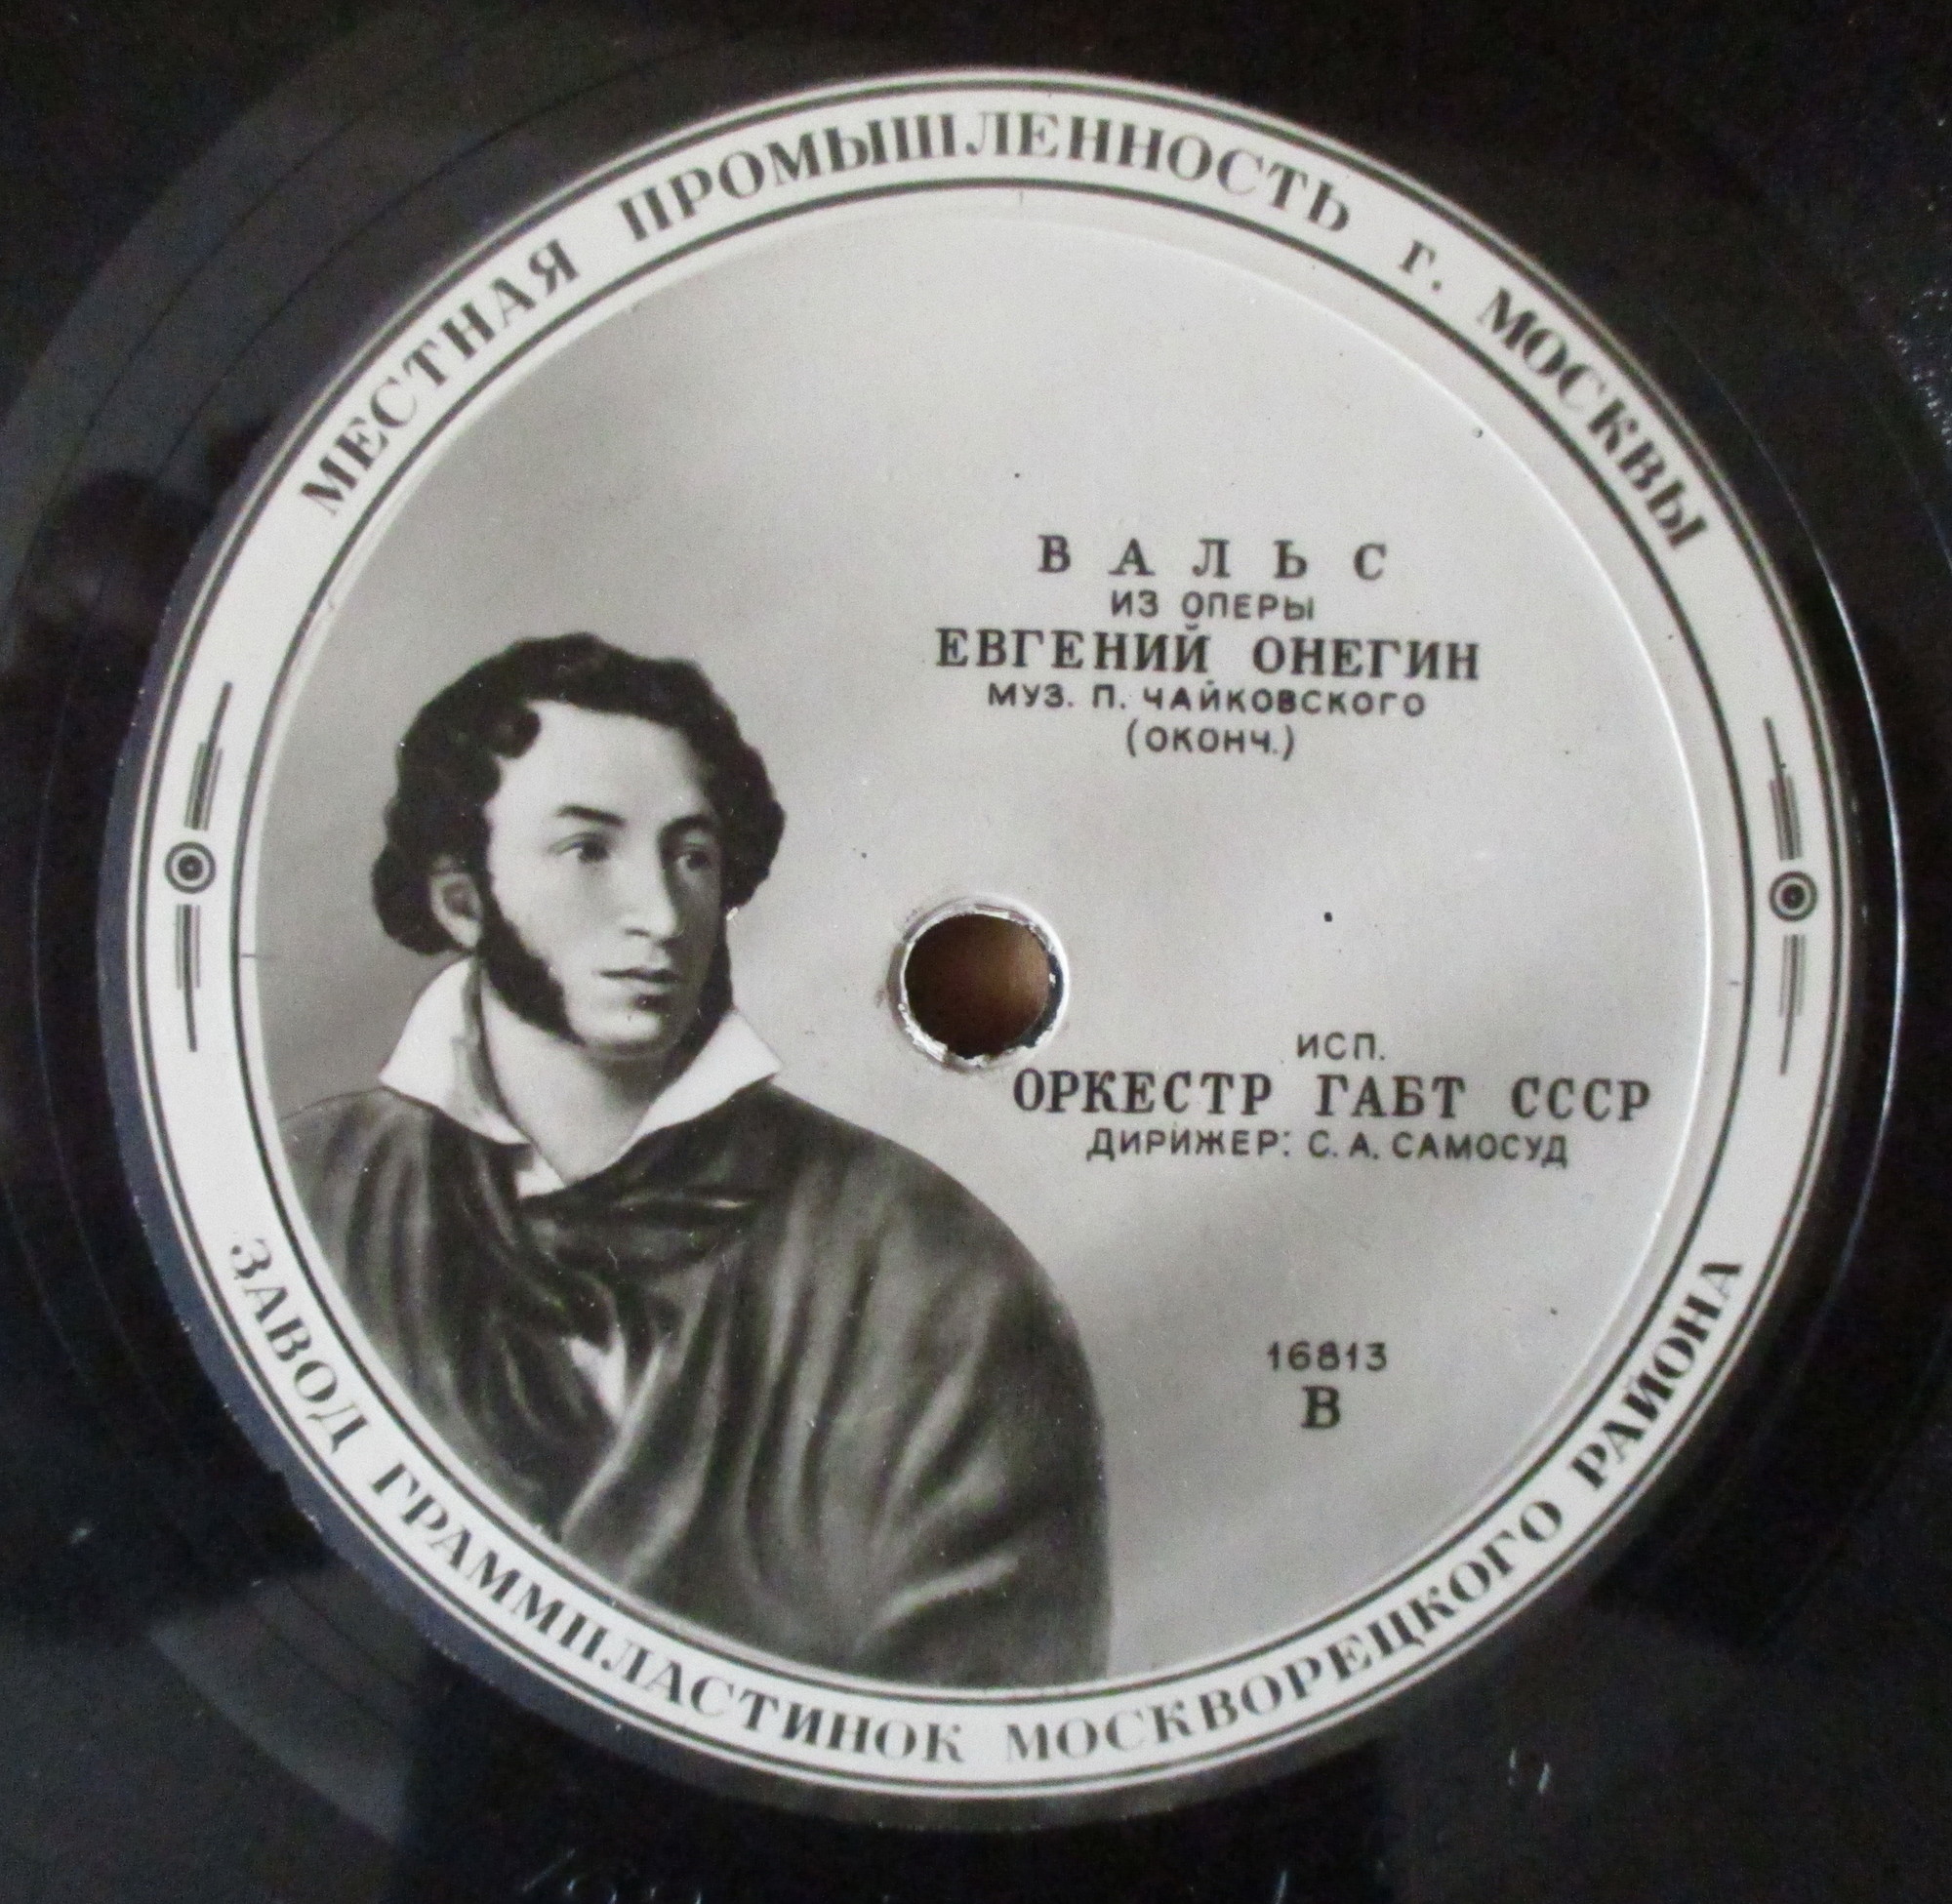 МЕСТНАЯ ПРОМЫШЛЕННОСТЬ г. МОСКВЫ
ВАЛЬС
ИЗ ОПЕРЫ
ЕВГЕНИЙ ОНЕГИН
МУЗ. П. ЧАЙКОВСКОГО
(ОКОНЧ.)
ИСП.
ОРКЕСТР ГАБТ СССР
ДИРИЖЕР: С. А. САМОСУД
16813
В
ЗАВОД ГРАММПЛАСТИНОК МОСКВОРЕЦКОГО РАЙОНА